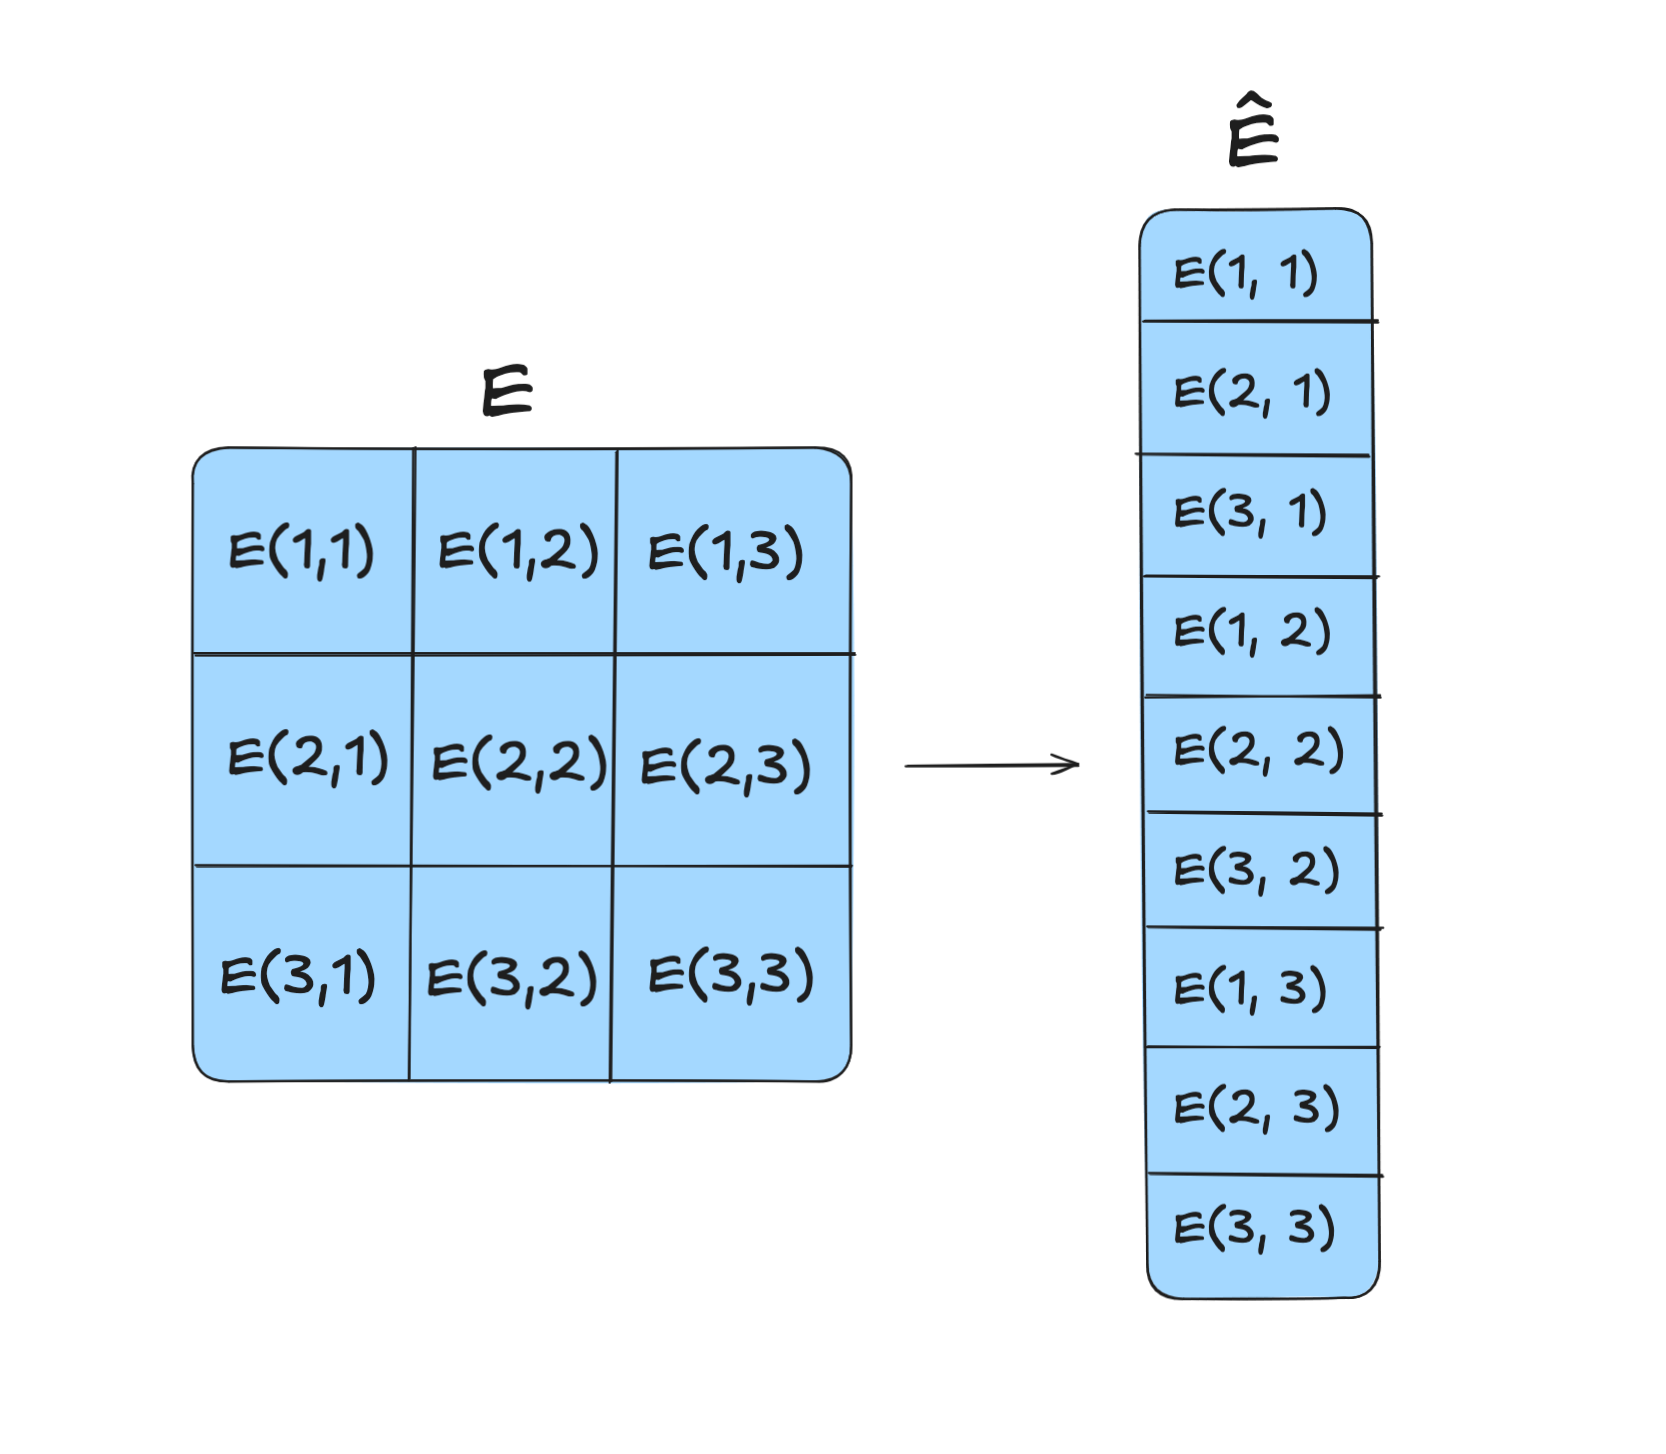 E
E(1,1) E(1,2) E(1,3)
E(2,1) E(2,2) E(2,3)
E(3,1) E(3,2) E(3,3)
Ê
E(1, 1)
E(2, 1)
E(3, 1)
E(1, 2)
E(2, 2)
E(3, 2)
E(1, 3)
E(2, 3)
E(3, 3)